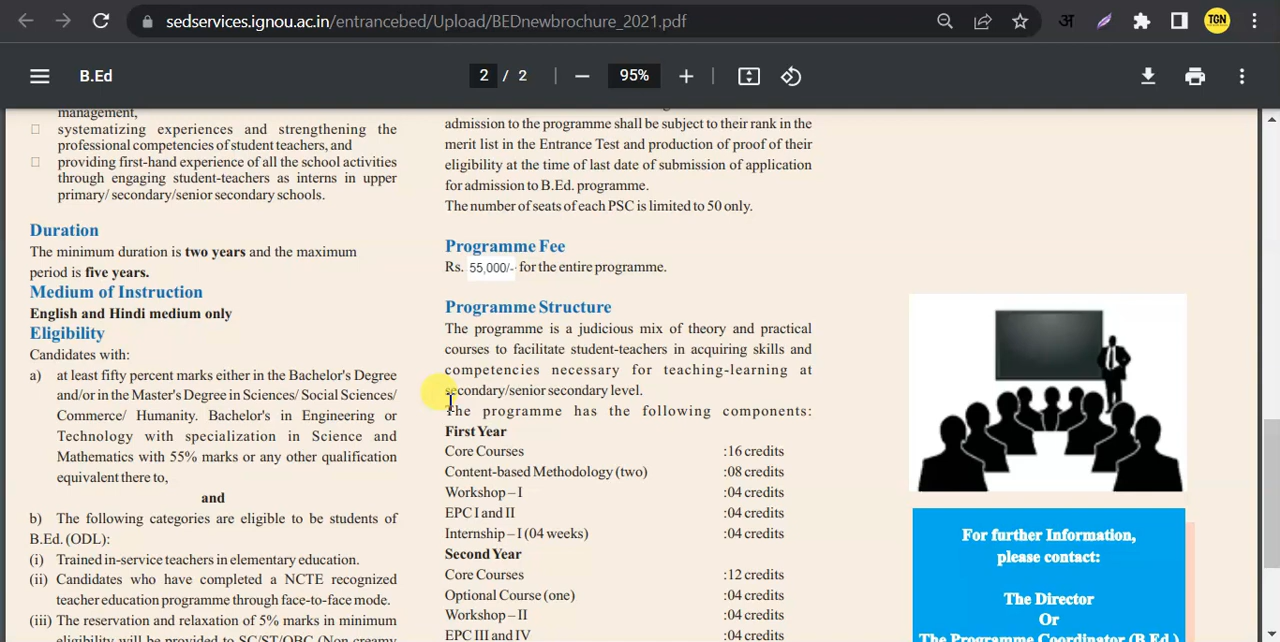 sedservices.ignou.ac.in/entrancebed/Upload/BEDnewbrochure_2021.pdf
अ
TGN
B.Ed
2 / 2
95%
management,
systematizing experiences and strengthening the
professional competencies of student teachers, and
providing first-hand experience of all the school activities
through engaging student-teachers as interns in upper
primary/ secondary/senior secondary schools.
Duration
The minimum duration is two years and the maximum
period is five years.
Medium of Instruction
English and Hindi medium only
Eligibility
Candidates with:
a) at least fifty percent marks either in the Bachelor's Degree
and/or in the Master's Degree in Sciences/ Social Sciences/
Commerce/ Humanity. Bachelor's in Engineering or
Technology with specialization in Science and
Mathematics with 55% marks or any other qualification
equivalent there to,
and
b) The following categories are eligible to be students of
B.Ed. (ODL):
(i) Trained in-service teachers in elementary education.
(ii) Candidates who have completed a NCTE recognized
teacher education programme through face-to-face mode.
(iii) The reservation and relaxation of 5% marks in minimum
eligibility will be provided to SC/ST/OBC (Non creamy
admission to the programme shall be subject to their rank in the
merit list in the Entrance Test and production of proof of their
eligibility at the time of last date of submission of application
for admission to B.Ed. programme.
The number of seats of each PSC is limited to 50 only.
Programme Fee
Rs. 55,000/- for the entire programme.
Programme Structure
The programme is a judicious mix of theory and practical
courses to facilitate student-teachers in acquiring skills and
competencies necessary for teaching-learning at
secondary/senior secondary level.
The programme has the following components:
First Year
Core Courses :16 credits
Content-based Methodology (two) :08 credits
Workshop – I :04 credits
EPC I and II :04 credits
Internship – I (04 weeks) :04 credits
Second Year
Core Courses :12 credits
Optional Course (one) :04 credits
Workshop – II :04 credits
EPC III and IV :04 credits
For further Information,
please contact:
The Director
Or
The Programme Coordinator (B.Ed.)